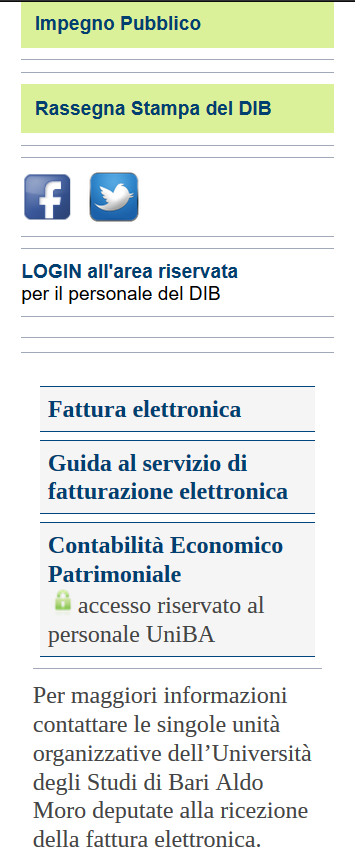 Impegno Pubblico
Rassegna Stampa del DIB
LOGIN all'area riservata
per il personale del DIB
Fattura elettronica
Guida al servizio di
fatturazione elettronica
Contabilità Economico
Patrimoniale
accesso riservato al
personale UniBA
Per maggiori informazioni
contattare le singole unità
organizzative dell’Università
degli Studi di Bari Aldo
Moro deputate alla ricezione
della fattura elettronica.